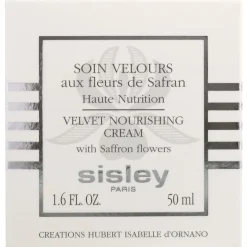 SOIN VELOURS
aux fleurs de Safran
Haute Nutrition
VELVET NOURISHING
CREAM
with Saffron flowers
sisley
PARIS
1.6 FL. OZ. 50 ml
CREATIONS HUBERT ISABELLE d'ORNANO